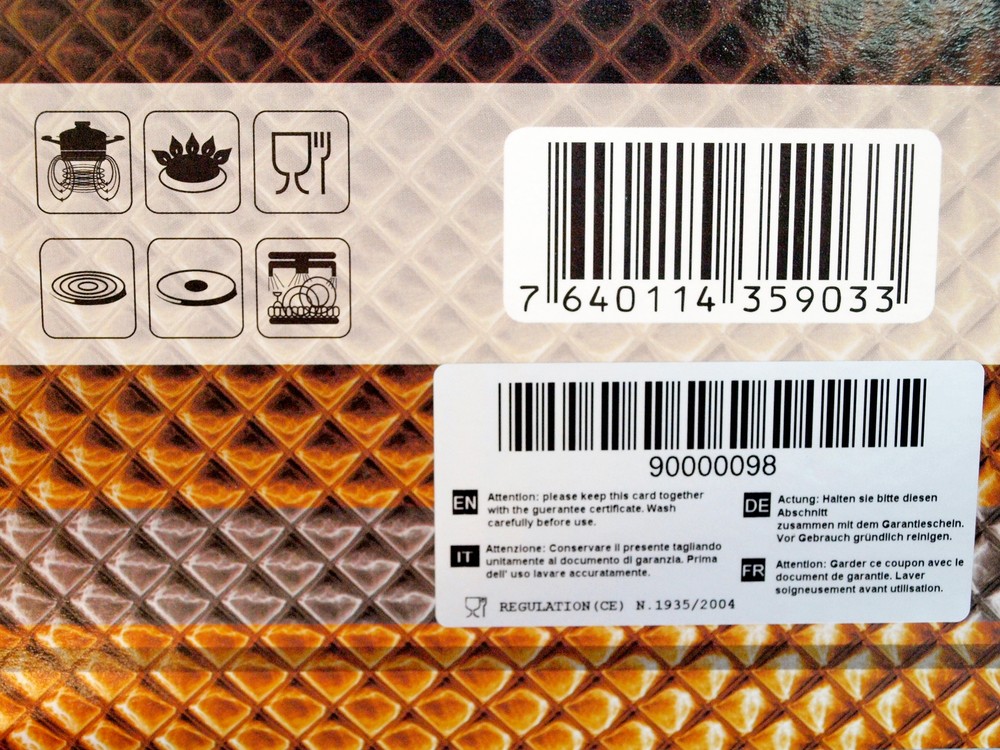 7 640114 359033
90000098
EN Attention: please keep this card together
with the guerantee certificate. Wash
carefully before use.
IT Attenzione: Conservare il presente tagliando
unitamente al documento di garanzia. Prima
dell' uso lavare accuratamente.
DE Actung: Halten sie bitte diesen
Abschnitt
zusammen mit dem Garantieschein.
Vor Gebrauch gründlich reinigen.
FR Attention: Garder ce coupon avec le
document de garantie. Laver
soigneusement avant utilisation.
REGULATION(CE) N.1935/2004